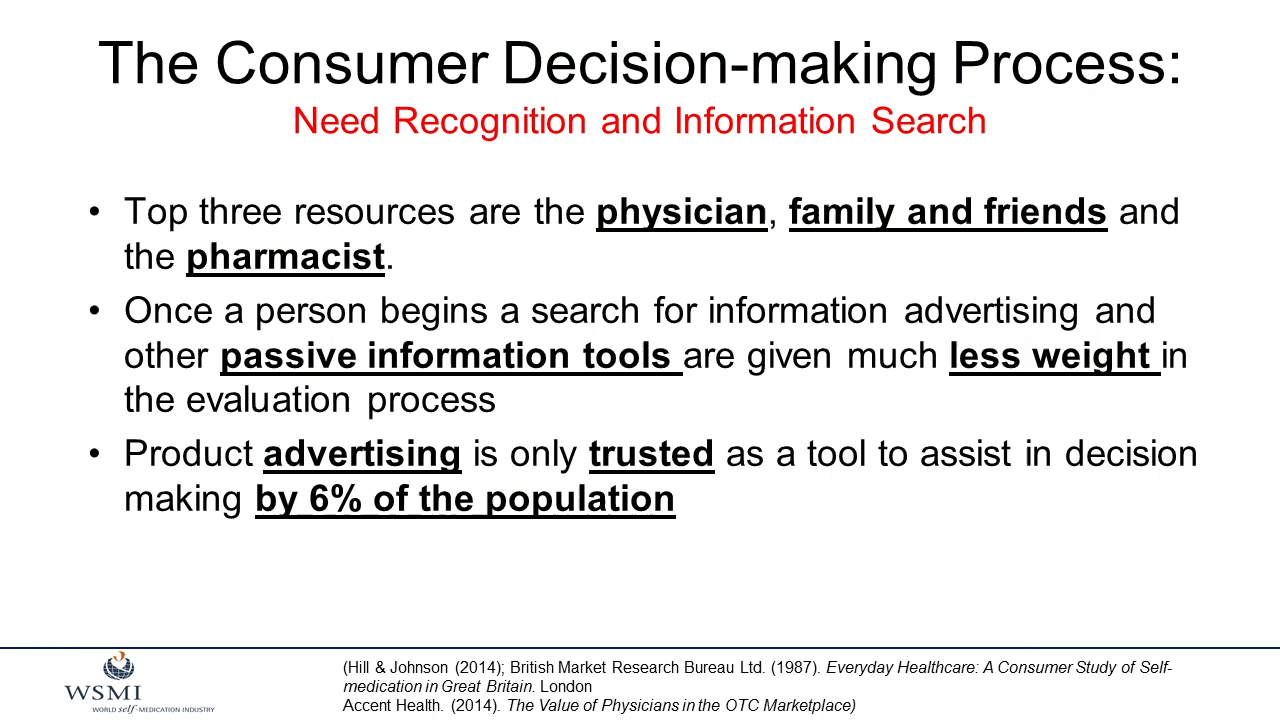 The Consumer Decision-making Process:
Need Recognition and Information Search
• Top three resources are the physician, family and friends and
the pharmacist.
• Once a person begins a search for information advertising and
other passive information tools are given much less weight in
the evaluation process
• Product advertising is only trusted as a tool to assist in decision
making by 6% of the population
(Hill & Johnson (2014); British Market Research Bureau Ltd. (1987). Everyday Healthcare: A Consumer Study of Self-
medication in Great Britain. London
Accent Health. (2014). The Value of Physicians in the OTC Marketplace)
WSMI
WORLD self-MEDICATION INDUSTRY